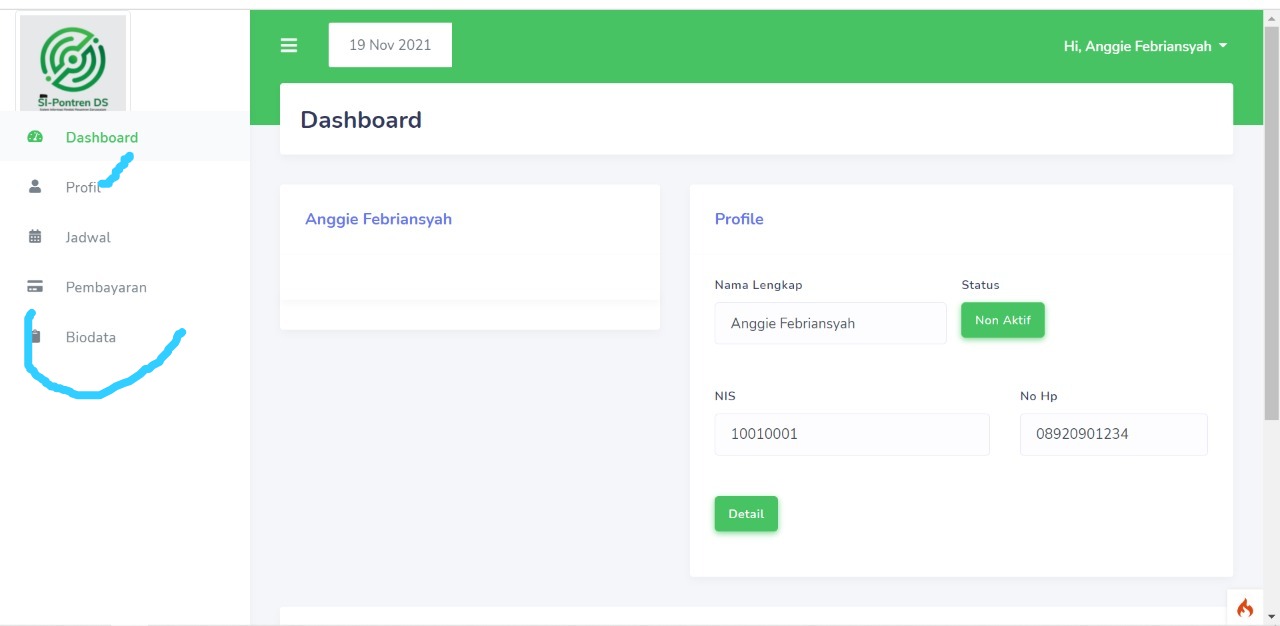 SI-Pontren DS
Dashboard
Profil
Jadwal
Pembayaran
Biodata
19 Nov 2021
Hi, Anggie Febriansyah
Dashboard
Anggie Febriansyah
Profile
Nama Lengkap
Status
Anggie Febriansyah
Non Aktif
NIS
No Hp
10010001
08920901234
Detail